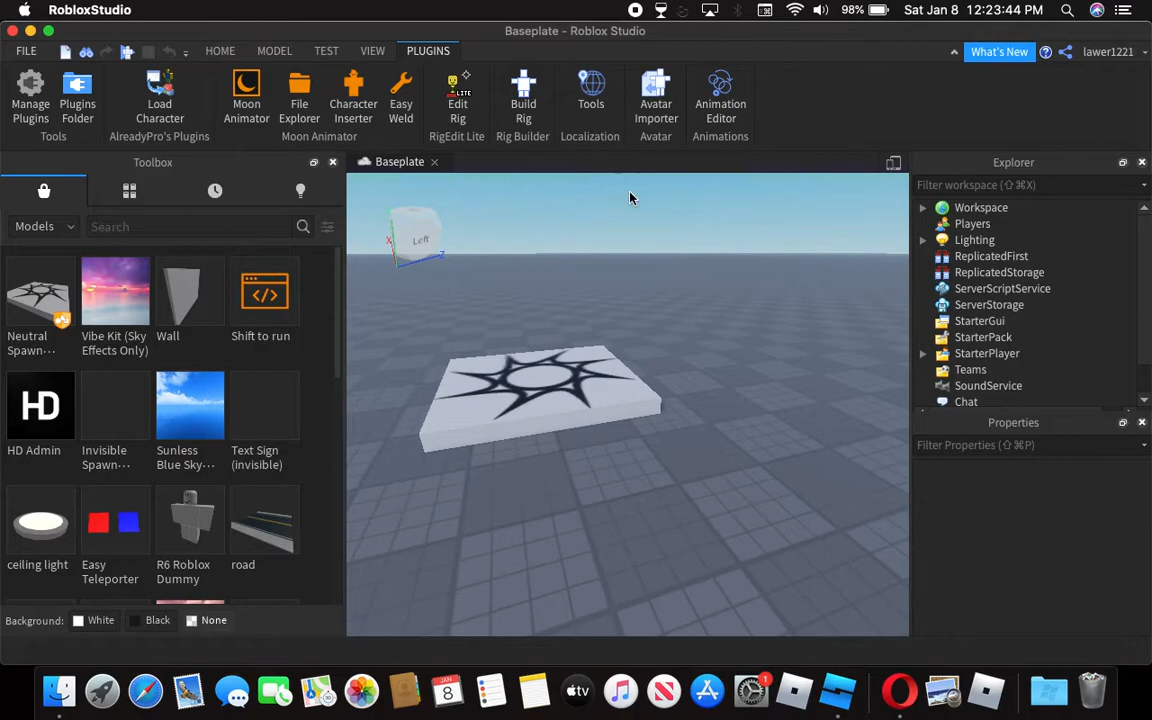 RobloxStudio 98% Sat Jan 8 12:23:44 PM
Baseplate - Roblox Studio
FILE HOME MODEL TEST VIEW PLUGINS What's New lawer1221
Manage Plugins
Plugins Folder
Load Character
Moon Animator
File Explorer
Character Inserter
Easy Weld
LITE
Edit Rig
Build Rig
Tools
Avatar Importer
Animation Editor
Tools AlreadyPro's Plugins Moon Animator RigEdit Lite Rig Builder Localization Avatar Animations
Toolbox
Models Search
Neutral Spawn...
Vibe Kit (Sky Effects Only)
Wall
Shift to run
HD
HD Admin
Invisible Spawn...
Sunless Blue Sky...
Text Sign (invisible)
ceiling light
Easy Teleporter
R6 Roblox Dummy
road
Background: White Black None
Baseplate
Left
X
Z
Explorer
Filter workspace (⇧⌘X)
Workspace
Players
Lighting
ReplicatedFirst
ReplicatedStorage
ServerScriptService
ServerStorage
StarterGui
StarterPack
StarterPlayer
Teams
SoundService
Chat
Properties
Filter Properties (⇧⌘P)
JAN
8
tv
1